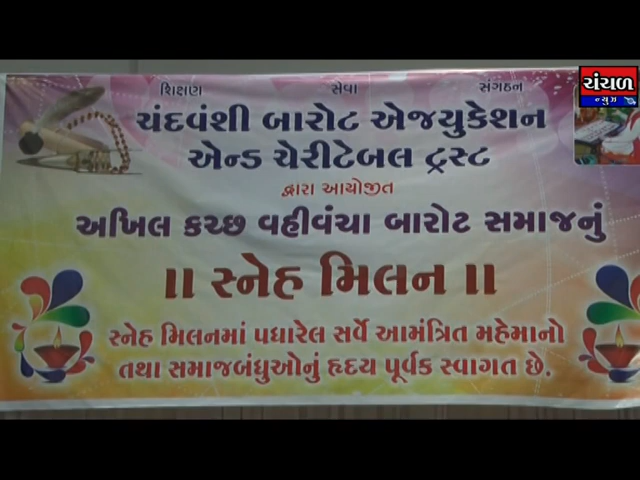 ચંચળ
ન્યુઝ
શિક્ષણ સેવા સંગઠન
ચંદવંશી બારોટ એજયુકેશન
એન્ડ ચેરીટેબલ ટ્રસ્ટ
દ્વારા આયોજીત
અખિલ કચ્છ વહીવંચા બારોટ સમાજનું
॥ સ્નેહ મિલન ॥
સ્નેહ મિલનમાં પધારેલ સર્વે આમંત્રિત મહેમાનો
તથા સમાજબંધુઓનું હૃદય પૂર્વક સ્વાગત છે.